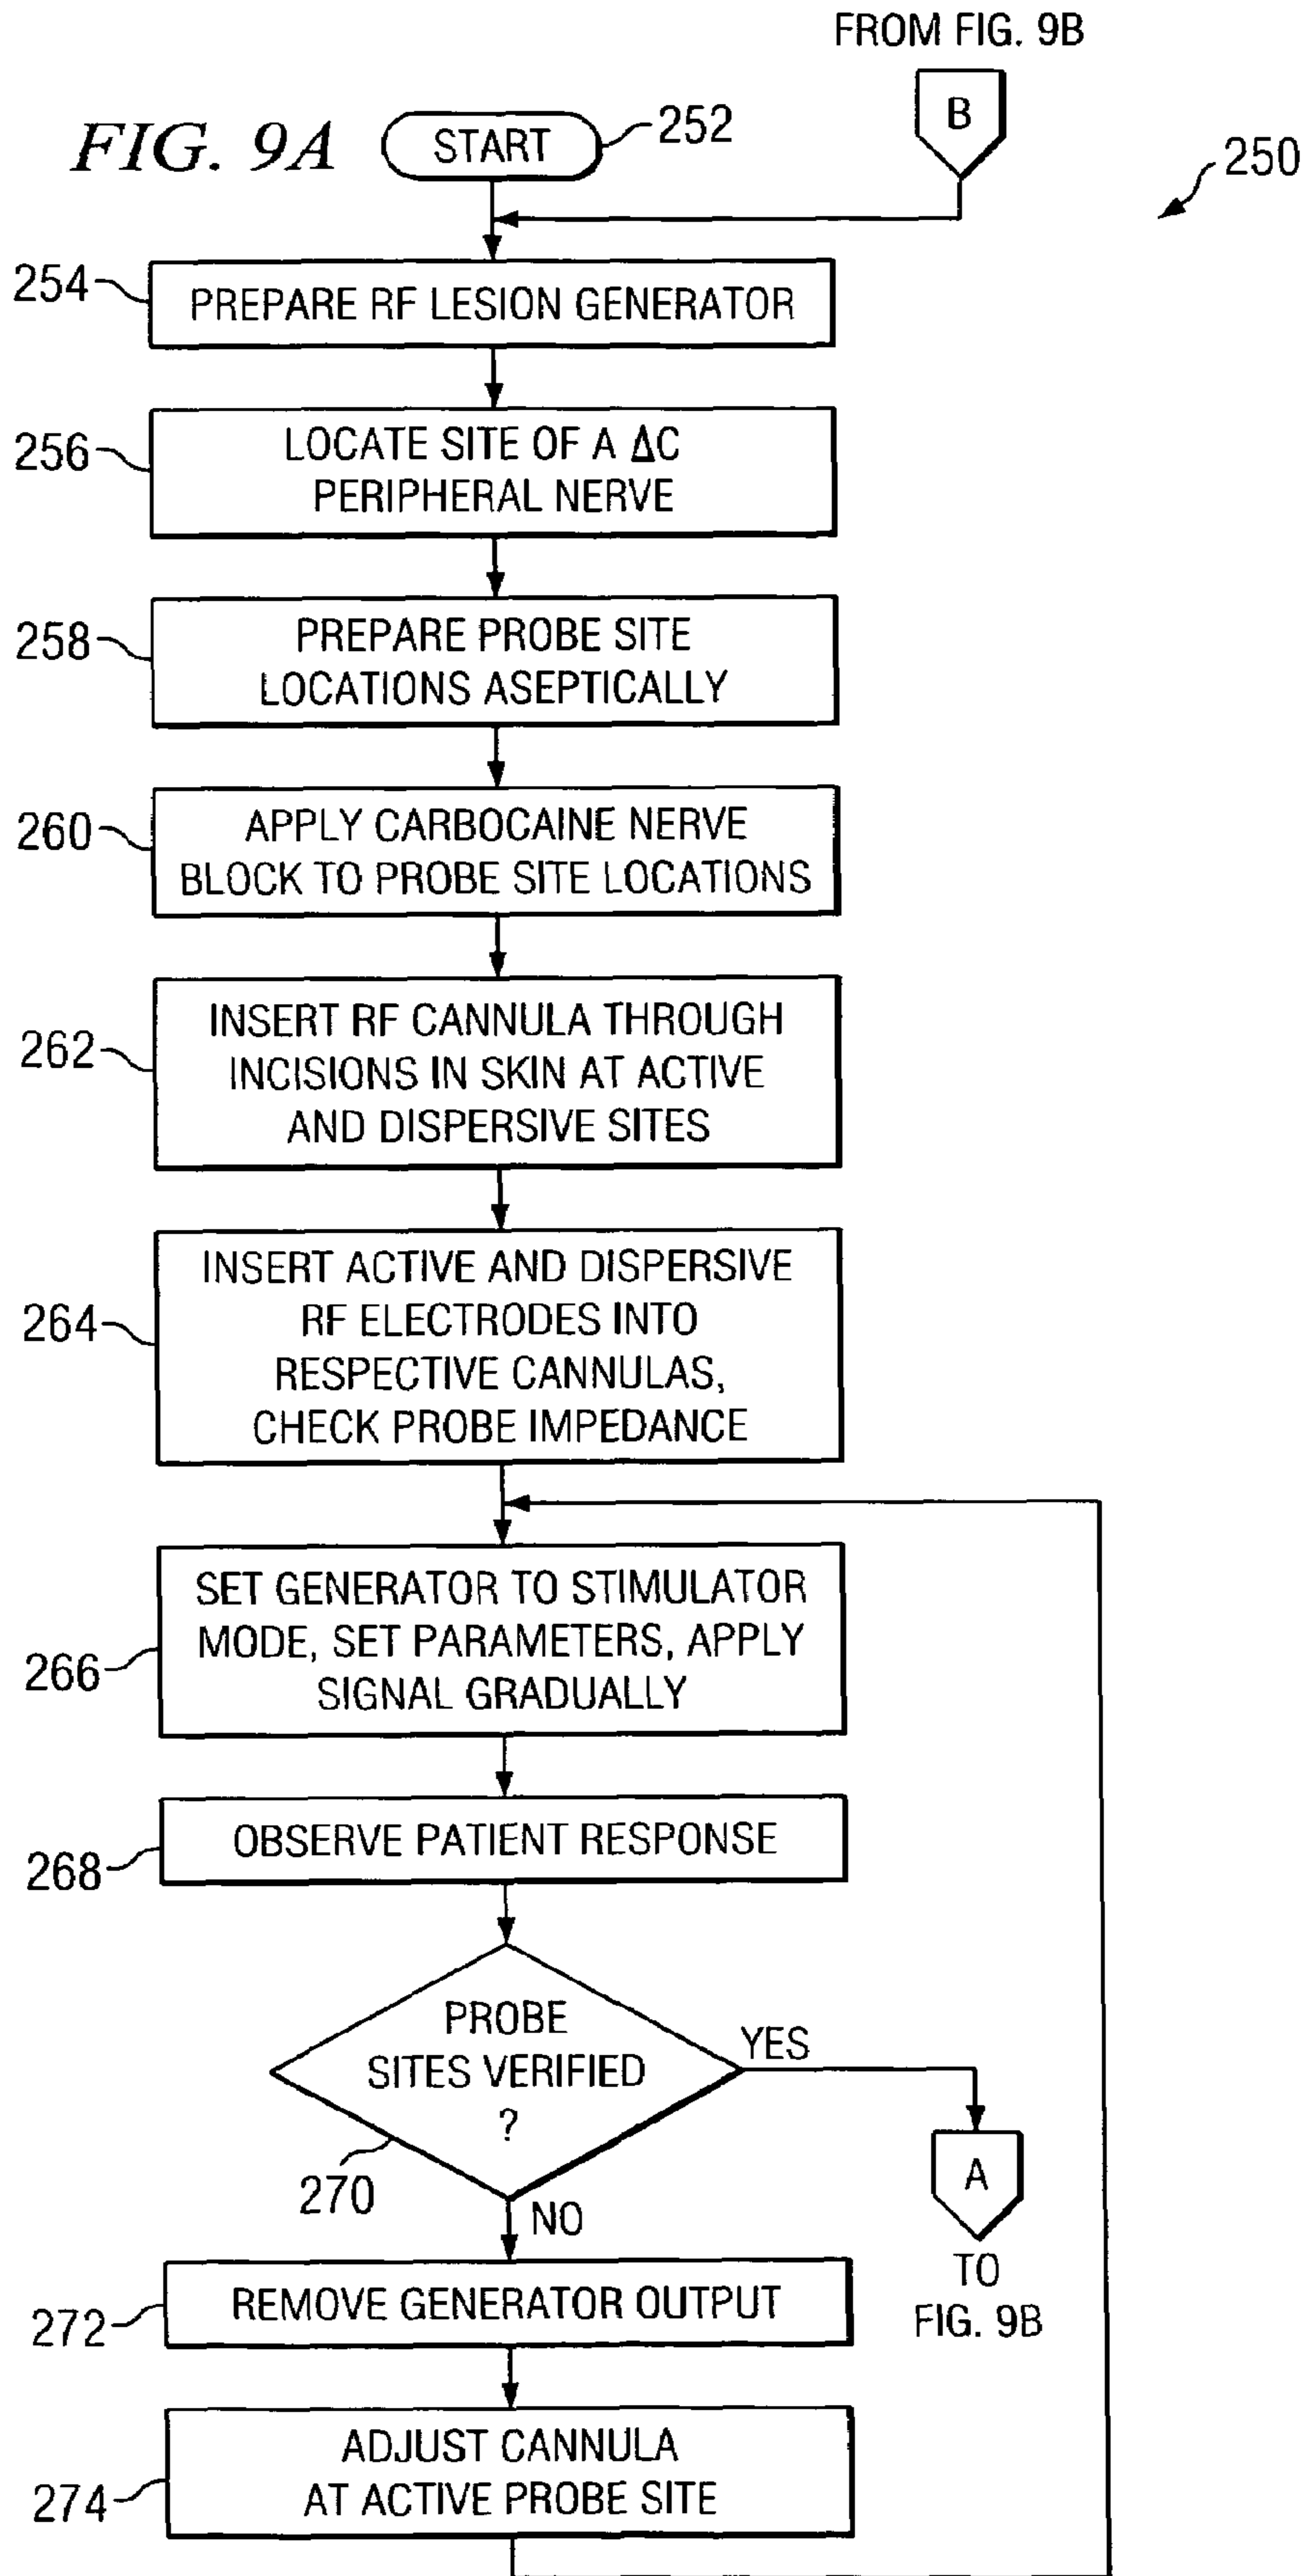 FROM FIG. 9B
B
FIG. 9A
START
252
250
254
PREPARE RF LESION GENERATOR
256
LOCATE SITE OF A ΔC
PERIPHERAL NERVE
258
PREPARE PROBE SITE
LOCATIONS ASEPTICALLY
260
APPLY CARBOCAINE NERVE
BLOCK TO PROBE SITE LOCATIONS
262
INSERT RF CANNULA THROUGH
INCISIONS IN SKIN AT ACTIVE
AND DISPERSIVE SITES
264
INSERT ACTIVE AND DISPERSIVE
RF ELECTRODES INTO
RESPECTIVE CANNULAS,
CHECK PROBE IMPEDANCE
266
SET GENERATOR TO STIMULATOR
MODE, SET PARAMETERS, APPLY
SIGNAL GRADUALLY
268
OBSERVE PATIENT RESPONSE
PROBE
SITES VERIFIED
?
YES
270
NO
A
TO
FIG. 9B
272
REMOVE GENERATOR OUTPUT
274
ADJUST CANNULA
AT ACTIVE PROBE SITE